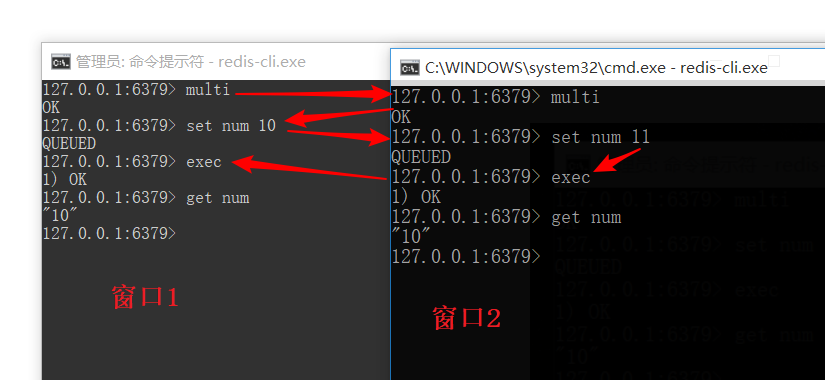 管理员: 命令提示符 - redis-cli.exe
127.0.0.1:6379> multi
OK
127.0.0.1:6379> set num 10
QUEUED
127.0.0.1:6379> exec
1) OK
127.0.0.1:6379> get num
"10"
127.0.0.1:6379>
窗口1
C:\WINDOWS\system32\cmd.exe - redis-cli.exe
127.0.0.1:6379> multi
OK
127.0.0.1:6379> set num 11
QUEUED
127.0.0.1:6379> exec
1) OK
127.0.0.1:6379> get num
"10"
127.0.0.1:6379>
窗口2